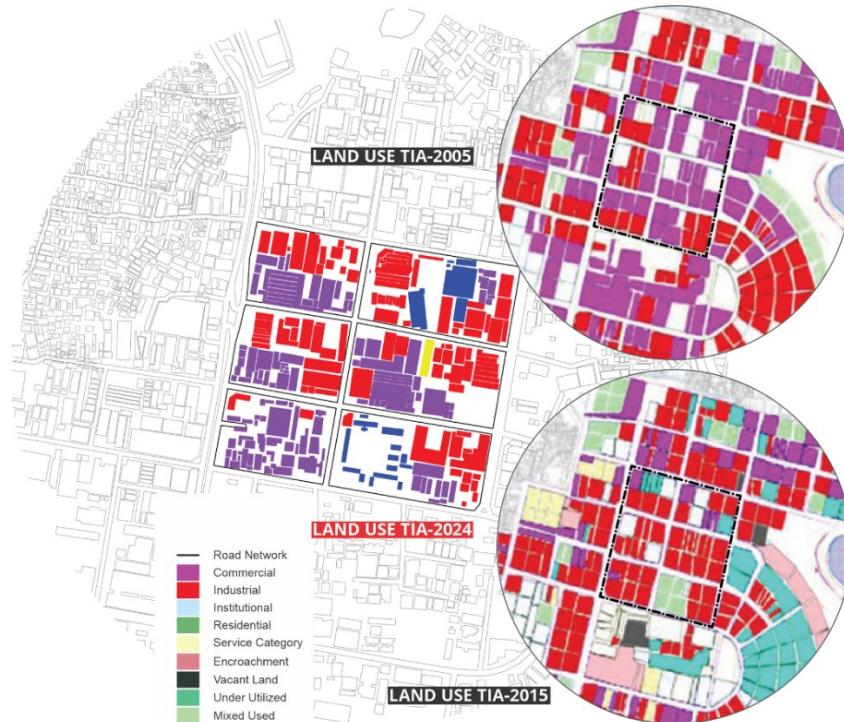 LAND USE TIA-2005
LAND USE TIA-2024
Road Network
Commercial
Industrial
Institutional
Residential
Service Category
Encroachment
Vacant Land
Under Utilized
Mixed Used
LAND USE TIA-2015